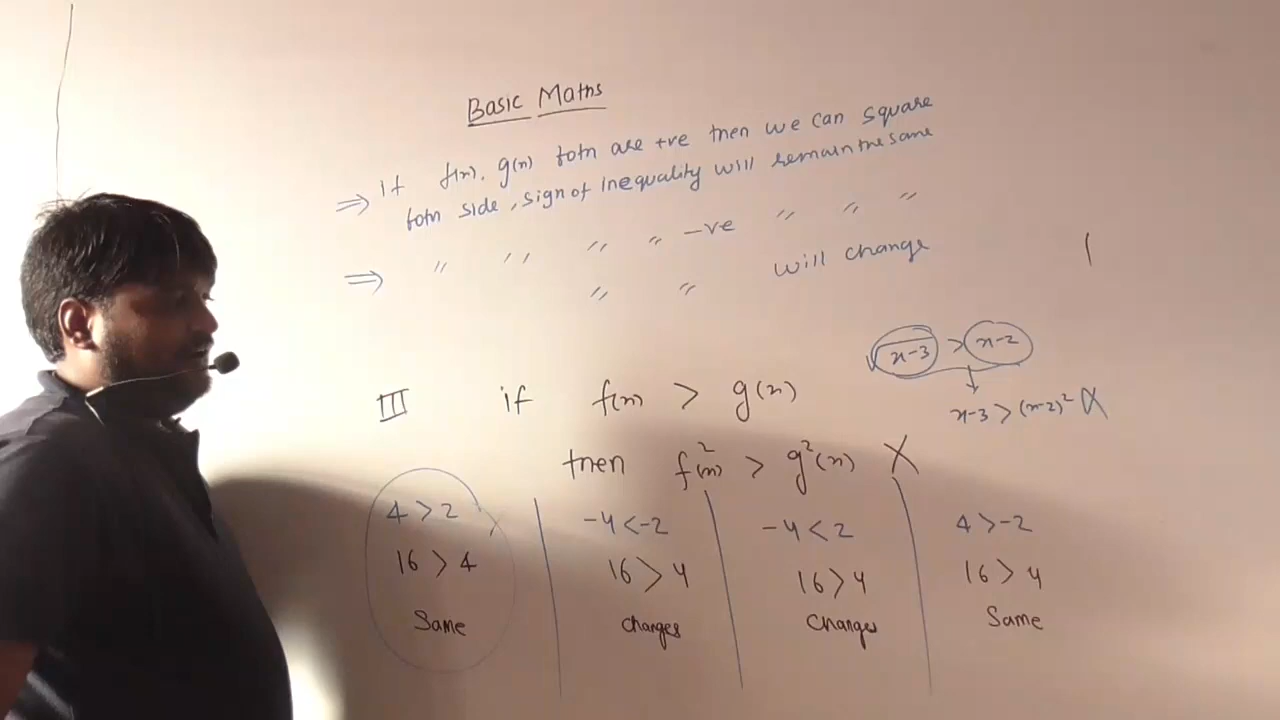 Basic Maths
⇒ If f(x), g(x) both are +ve then we can square
both side, sign of inequality will remain the same
⇒ " " " " -ve " " "
" " will change
√x-3 > x-2
x-3 > (x-2)² X
III if f(x) > g(x)
then f²(x) > g²(x) X
4 > 2 | -4 < -2 | -4 < 2 | 4 > -2
16 > 4 | 16 > 4 | 16 > 4 | 16 > 4
Same | Changes | Changes | Same